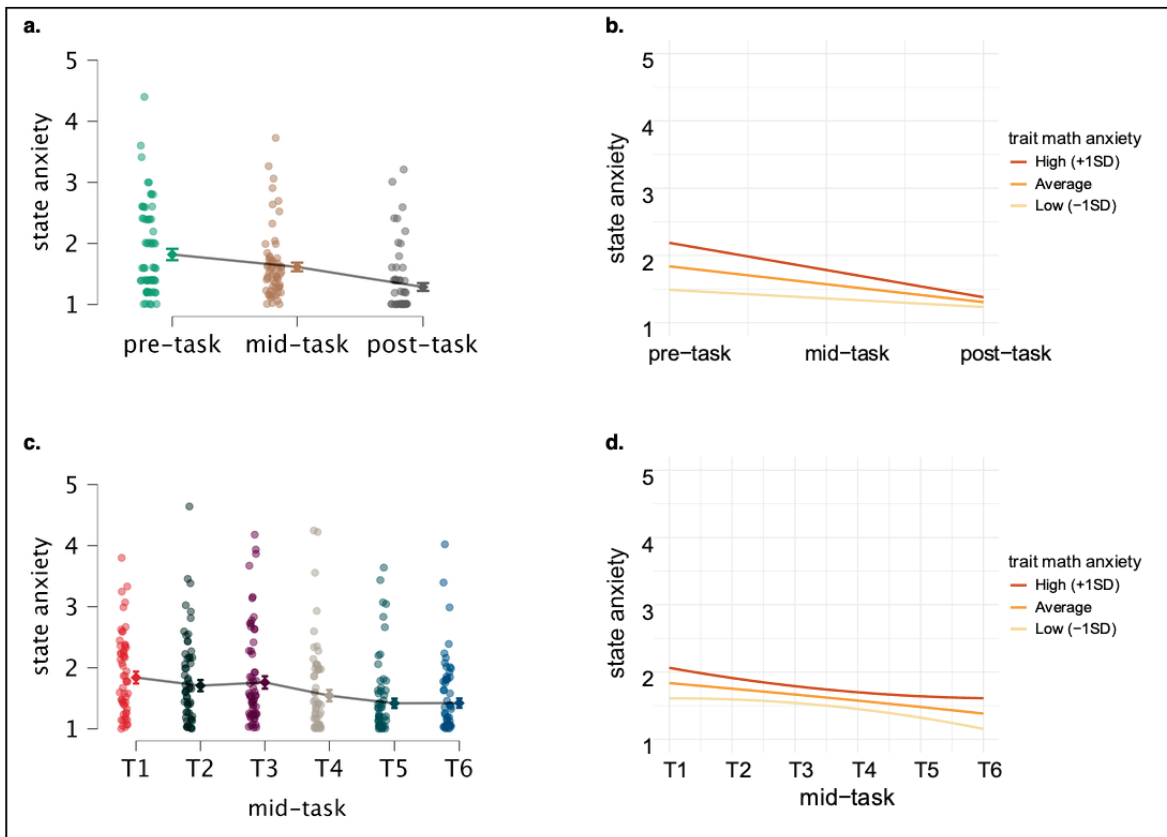 a.
5
4
3
2
1
state anxiety
pre-task mid-task post-task
b.
5
4
3
2
1
state anxiety
pre−task mid−task post−task
trait math anxiety
High (+1SD)
Average
Low (−1SD)
c.
5
4
3
2
1
state anxiety
T1 T2 T3 T4 T5 T6
mid-task
d.
5
4
3
2
1
state anxiety
T1 T2 T3 T4 T5 T6
mid−task
trait math anxiety
High (+1SD)
Average
Low (−1SD)